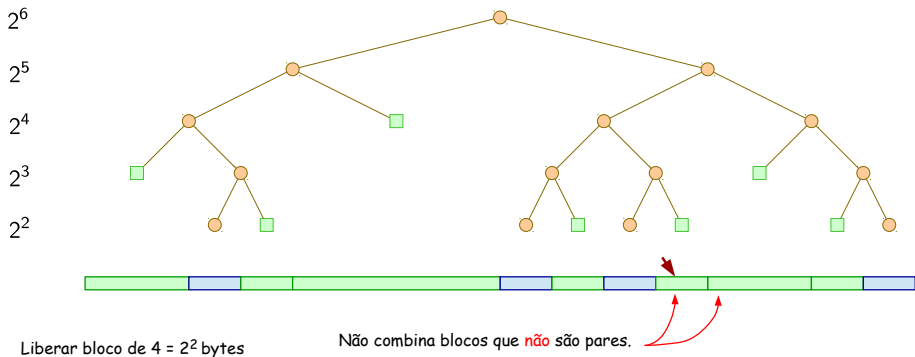 2⁶
2⁵
2⁴
2³
2²
Não combina blocos que não são pares.
Liberar bloco de 4 = 2² bytes